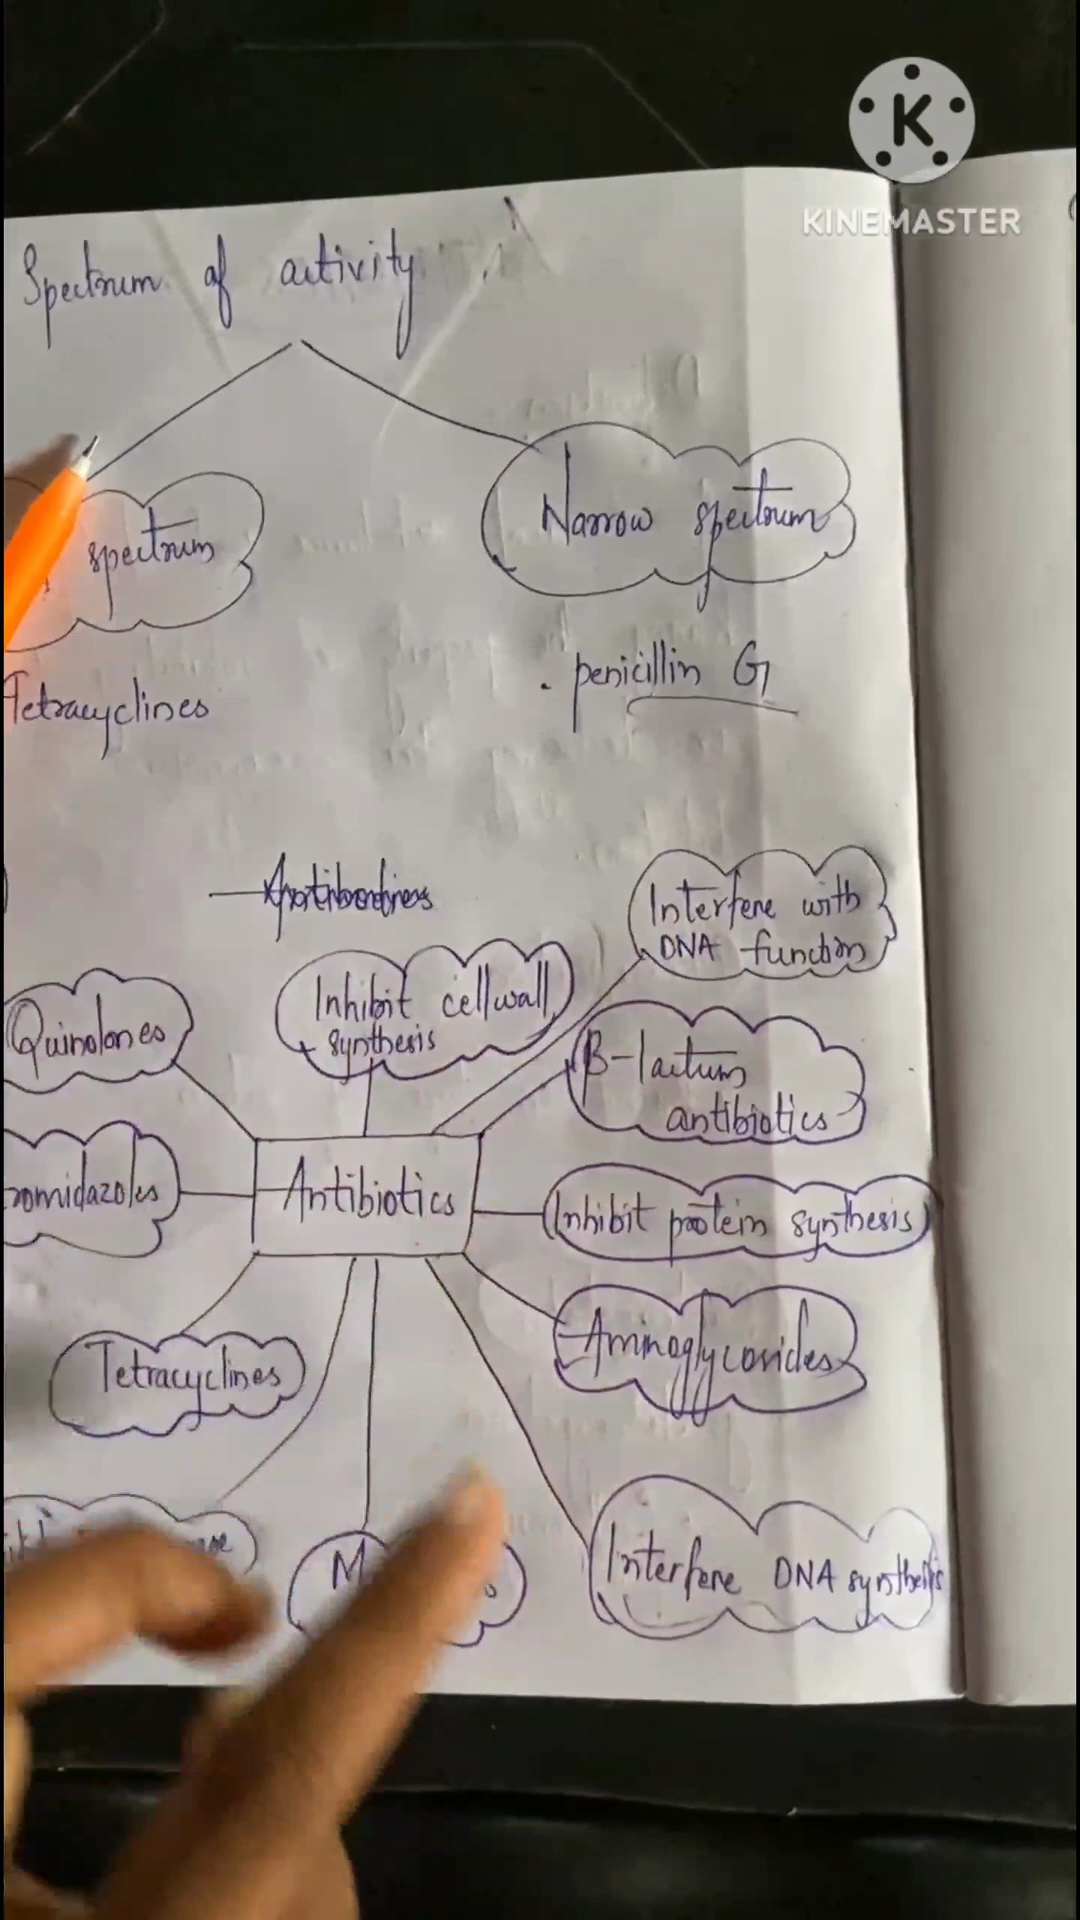 K
KINEMASTER
Spectrum of activity
spectrum
Narrow spectrum
Tetracyclines
. penicillin G
Interfere with
DNA function
Inhibit cellwall
synthesis
Quinolones
B-lactum
antibiotics
Antibiotics
Inhibit protein synthesis
Aminoglycosides
Tetracyclines
Interfere DNA synthesis